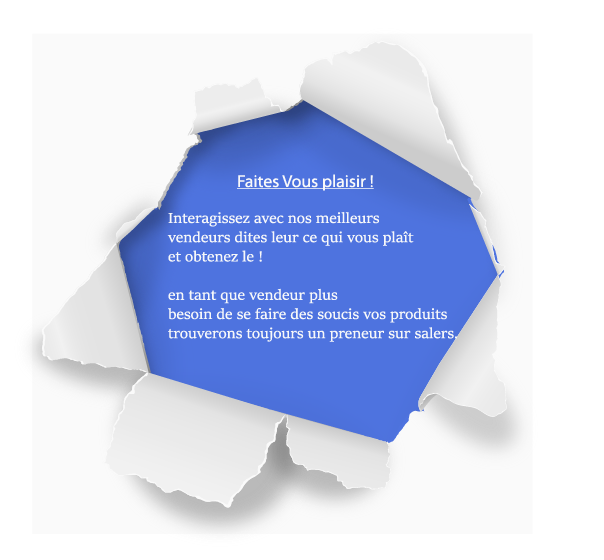 Faites Vous plaisir !
Interagissez avec nos meilleurs
vendeurs dites leur ce qui vous plaît
et obtenez le !
en tant que vendeur plus
besoin de se faire des soucis vos produits
trouverons toujours un preneur sur salers.